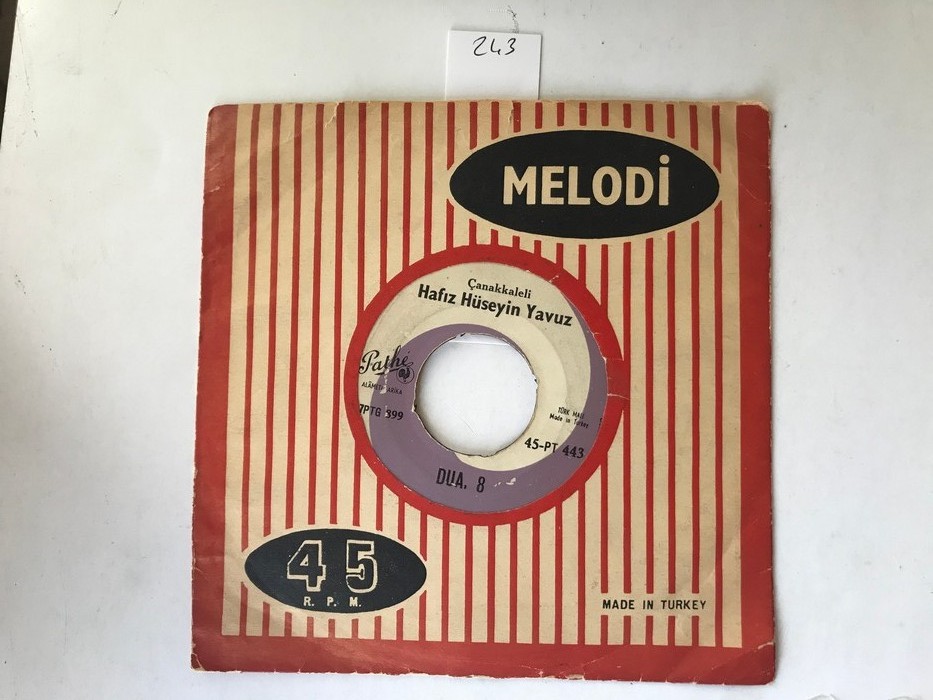 243
MELODİ
Çanakkaleli
Hafız Hüseyin Yavuz
Pathé
7PTG 399
TÜRK MALI
Made in Turkey
45-PT 443
DUA. 8
45
R. P. M.
MADE IN TURKEY